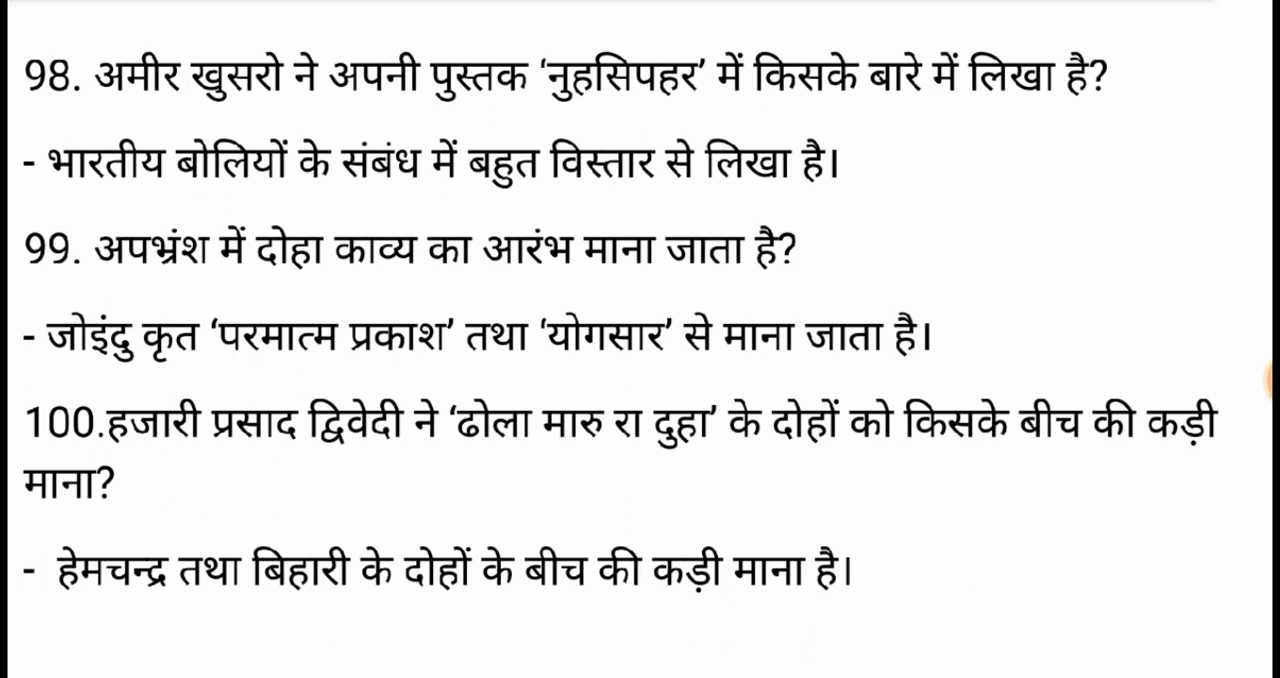 98. अमीर खुसरो ने अपनी पुस्तक ‘नुहसिपहर’ में किसके बारे में लिखा है?
- भारतीय बोलियों के संबंध में बहुत विस्तार से लिखा है।
99. अपभ्रंश में दोहा काव्य का आरंभ माना जाता है?
- जोइंदु कृत ‘परमात्म प्रकाश’ तथा ‘योगसार’ से माना जाता है।
100.हजारी प्रसाद द्विवेदी ने ‘ढोला मारु रा दुहा’ के दोहों को किसके बीच की कड़ी
माना?
- हेमचन्द्र तथा बिहारी के दोहों के बीच की कड़ी माना है।